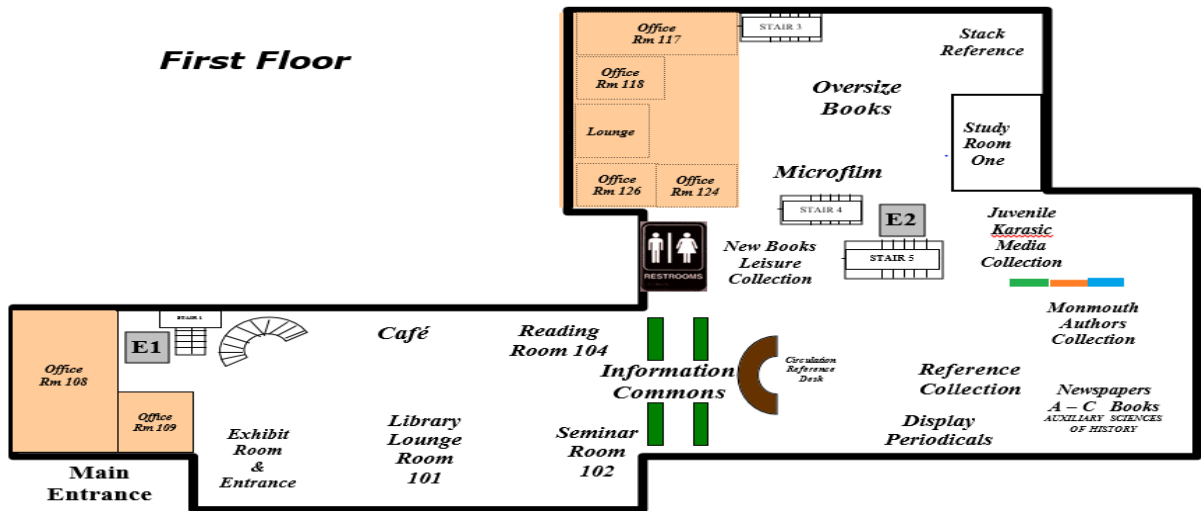 First Floor
Office
Rm 117
STAIR 3
Stack
Reference
Office
Rm 118
Oversize
Books
Lounge
Study
Room
One
Office
Rm 126
Office
Rm 124
Microfilm
STAIR 4
E2
Juvenile
Karasic
Media
Collection
RESTROOMS
New Books
Leisure
Collection
STAIR 5
Monmouth
Authors
Collection
STAIR 1
E1
Café
Reading
Room 104
Office
Rm 108
Information
Commons
Circulation
Reference
Desk
Reference
Collection
Newspapers
A – C Books
AUXILIARY SCIENCES
OF HISTORY
Office
Rm 109
Exhibit
Room
&
Entrance
Library
Lounge
Room
101
Seminar
Room
102
Display
Periodicals
Main
Entrance